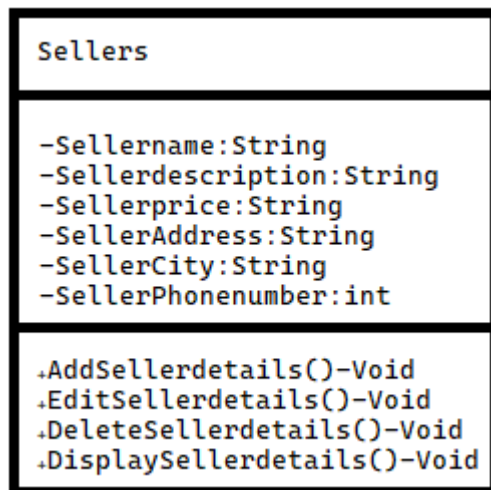 Sellers
-Sellername:String
-Sellerdescription:String
-Sellerprice:String
-SellerAddress:String
-SellerCity:String
-SellerPhonenumber:int
+AddSellerdetails()-Void
+EditSellerdetails()-Void
+DeleteSellerdetails()-Void
+DisplaySellerdetails()-Void